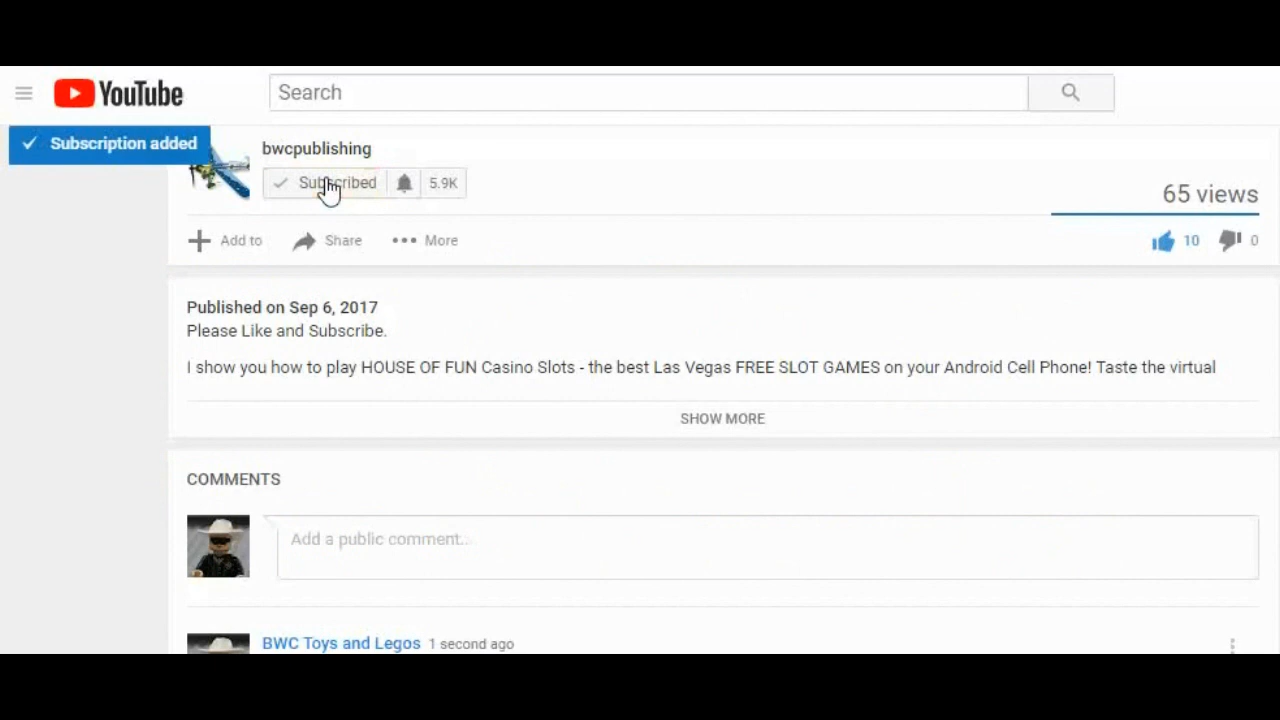 YouTube
Search
Subscription added
bwcpublishing
Subscribed 5.9K
65 views
Add to Share More 10 0
Published on Sep 6, 2017
Please Like and Subscribe.
I show you how to play HOUSE OF FUN Casino Slots - the best Las Vegas FREE SLOT GAMES on your Android Cell Phone! Taste the virtual
SHOW MORE
COMMENTS
Add a public comment...
BWC Toys and Legos 1 second ago